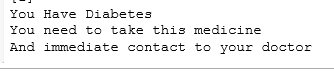 You Have Diabetes
You need to take this medicine
And immediate contact to your doctor